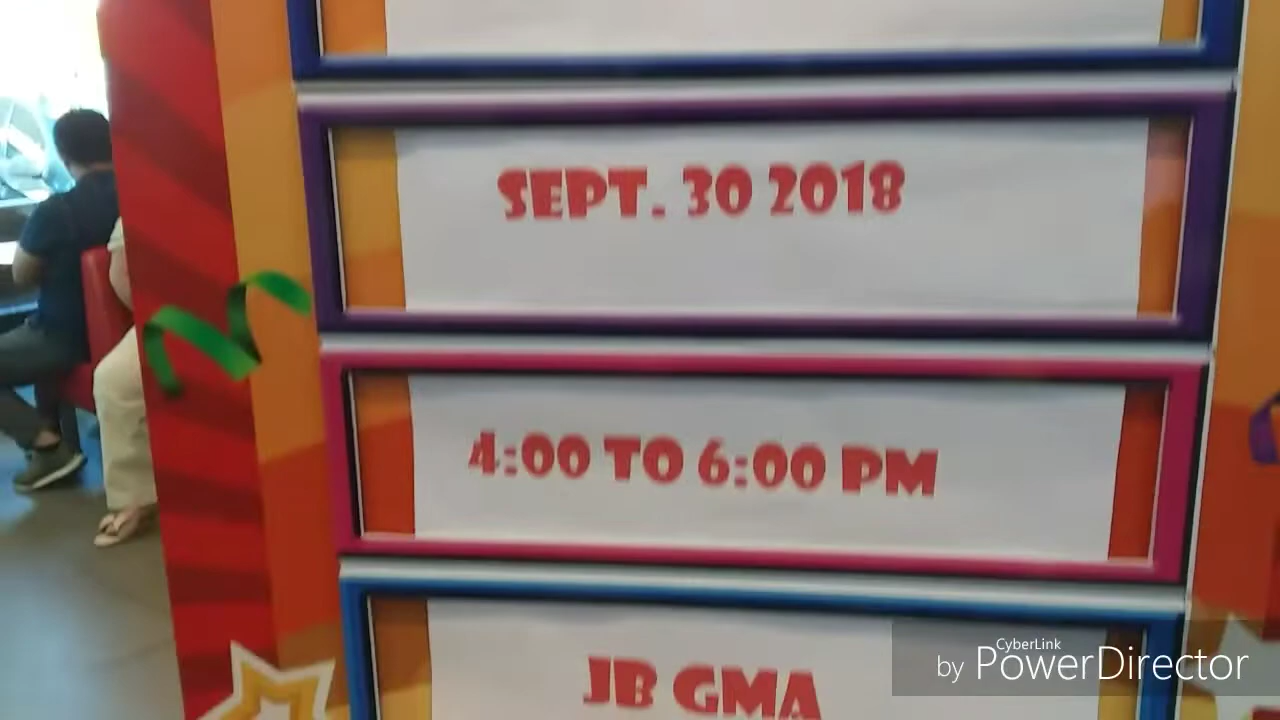 SEPT. 30 2018
4:00 TO 6:00 PM
JB GMA
CyberLink
by PowerDirector